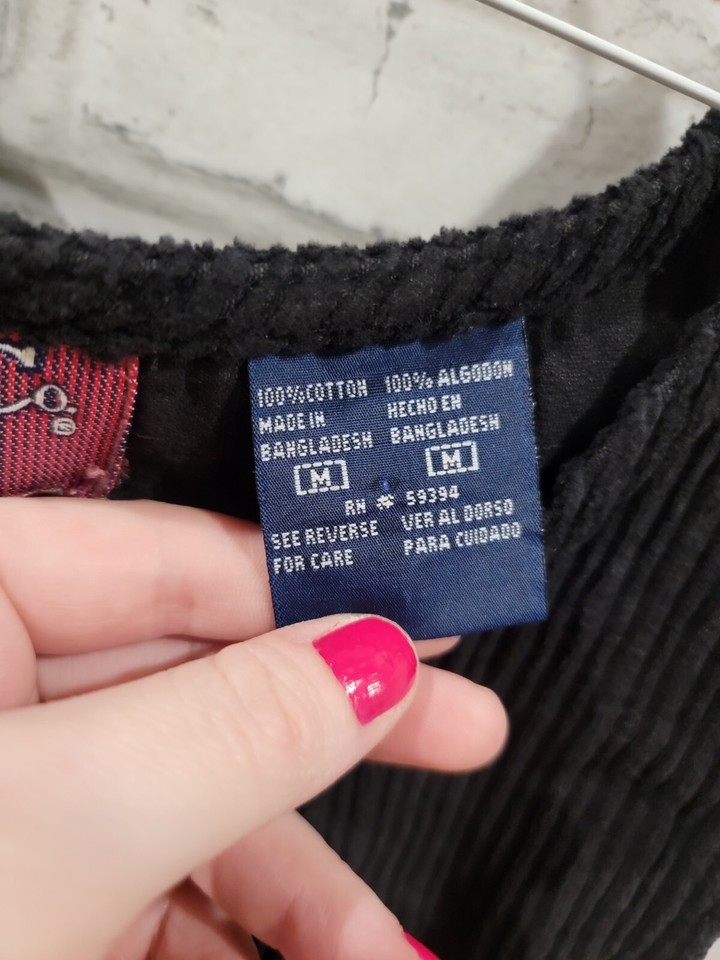 100% COTTON
MADE IN
BANGLADESH
M
100% ALGODON
HECHO EN
BANGLADESH
M
RN # 59394
SEE REVERSE
FOR CARE
VER AL DORSO
PARA CUIDADO